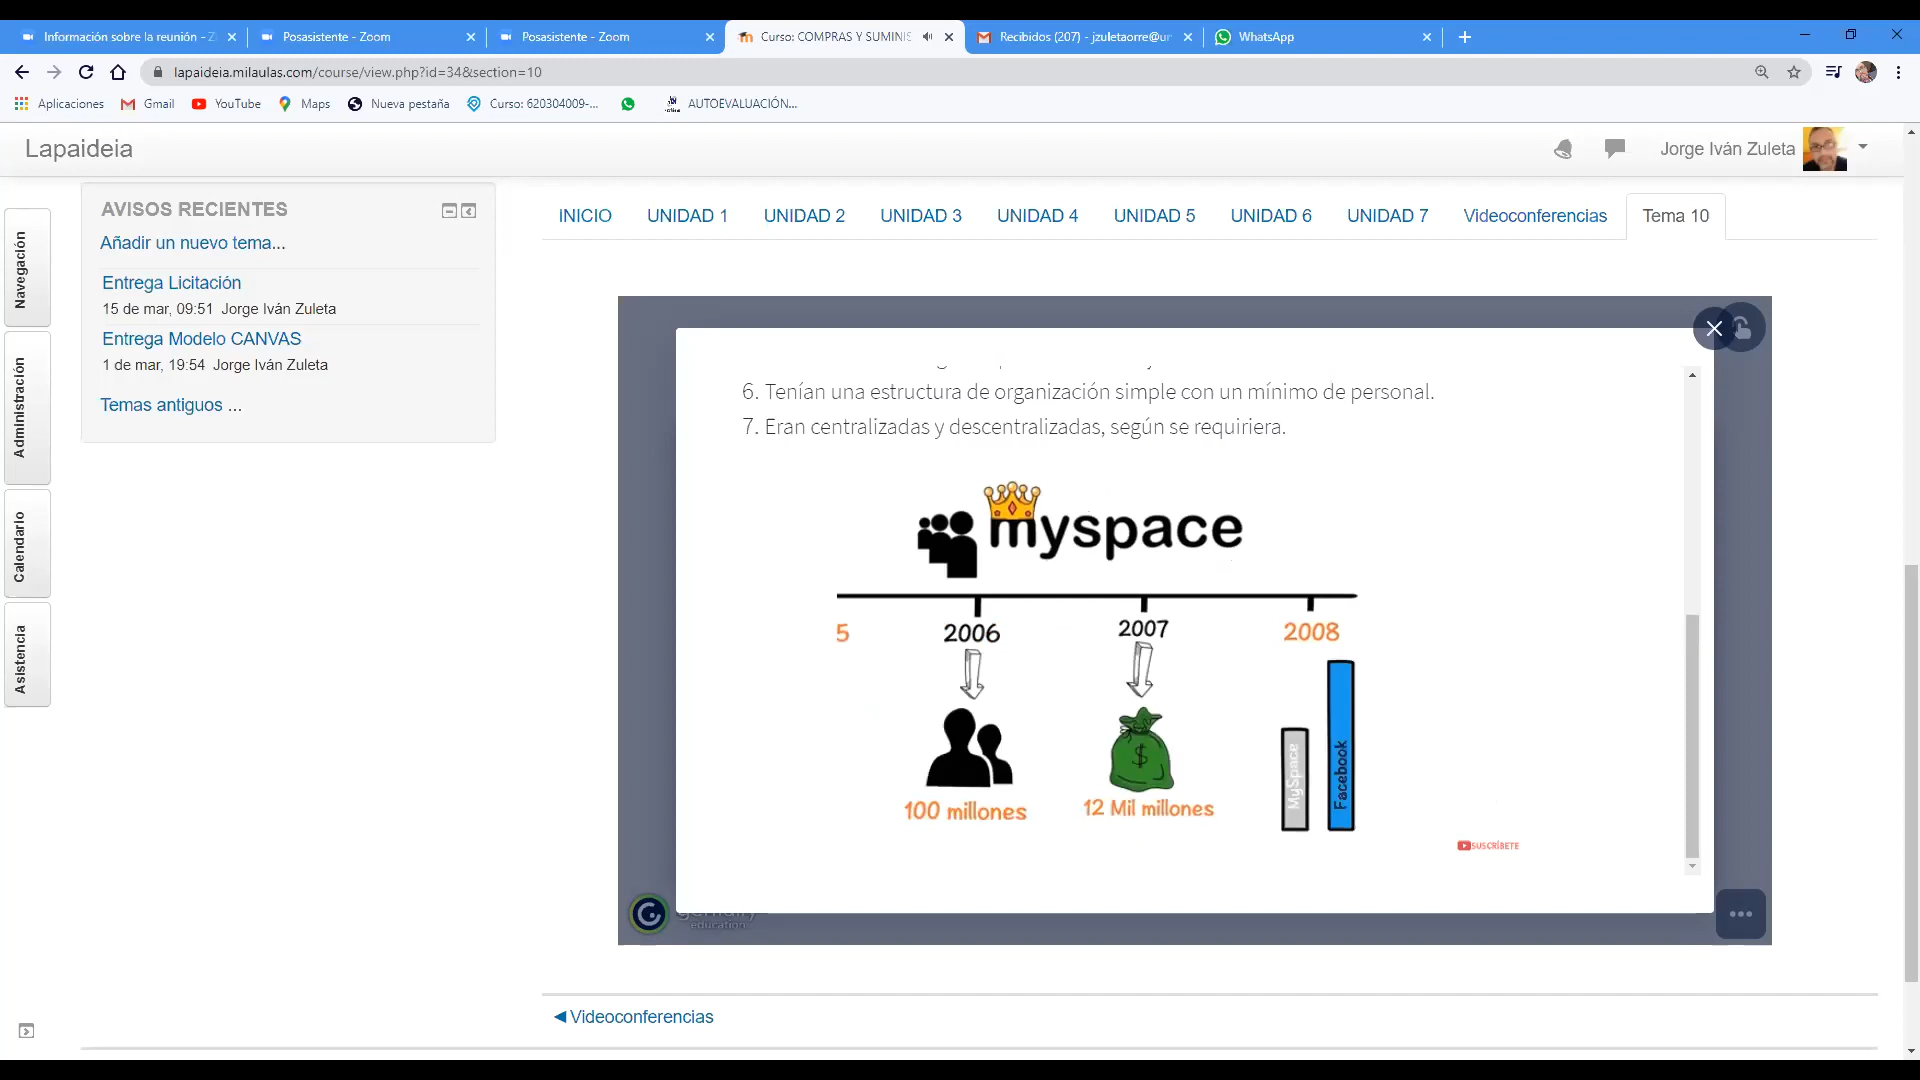 Información sobre la reunión - Z
Posasistente - Zoom
Posasistente - Zoom
Curso: COMPRAS Y SUMINIS
Recibidos (207) - jzuletaorre@ur
WhatsApp
lapaideia.milaulas.com/course/view.php?id=34&section=10
Aplicaciones
Gmail
YouTube
Maps
Nueva pestaña
Curso: 620304009-...
AUTOEVALUACIÓN...
Lapaideia
Jorge Iván Zuleta
Navegación
Administración
Calendario
Asistencia
AVISOS RECIENTES
Añadir un nuevo tema...
Entrega Licitación
15 de mar, 09:51 Jorge Iván Zuleta
Entrega Modelo CANVAS
1 de mar, 19:54 Jorge Iván Zuleta
Temas antiguos ...
INICIO
UNIDAD 1
UNIDAD 2
UNIDAD 3
UNIDAD 4
UNIDAD 5
UNIDAD 6
UNIDAD 7
Videoconferencias
Tema 10
6. Tenían una estructura de organización simple con un mínimo de personal.
7. Eran centralizadas y descentralizadas, según se requiriera.
myspace
5
2006
2007
2008
100 millones
$
12 Mil millones
MySpace
Facebook
SUSCRÍBETE
education
◀ Videoconferencias